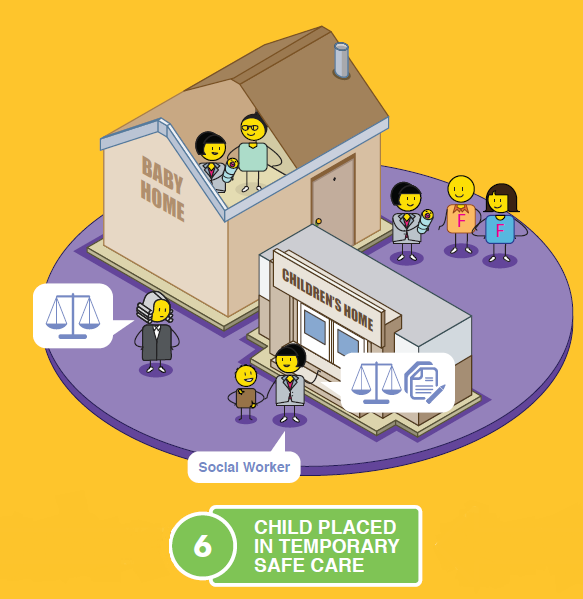 BABY
HOME
F
F
CHILDREN'S HOME
Social Worker
6
CHILD PLACED
IN TEMPORARY
SAFE CARE